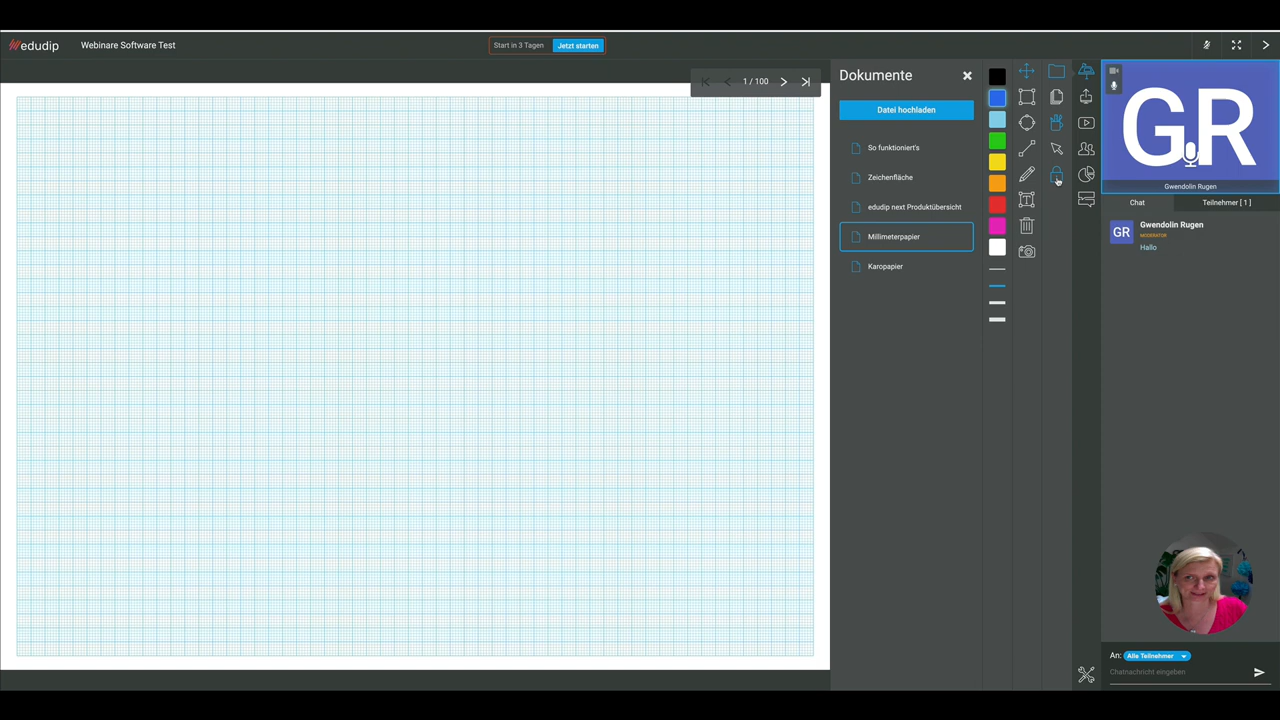 edudip
Webinare Software Test
Start in 3 Tagen
Jetzt starten
1 / 100
Dokumente
Datei hochladen
So funktioniert's
Zeichenfläche
edudip next Produktübersicht
Millimeterpapier
Karopapier
GR
Gwendolin Rugen
Chat
Teilnehmer [ 1 ]
GR
Gwendolin Rugen
MODERATOR
Hallo
An:
Alle Teilnehmer
Chatnachricht eingeben